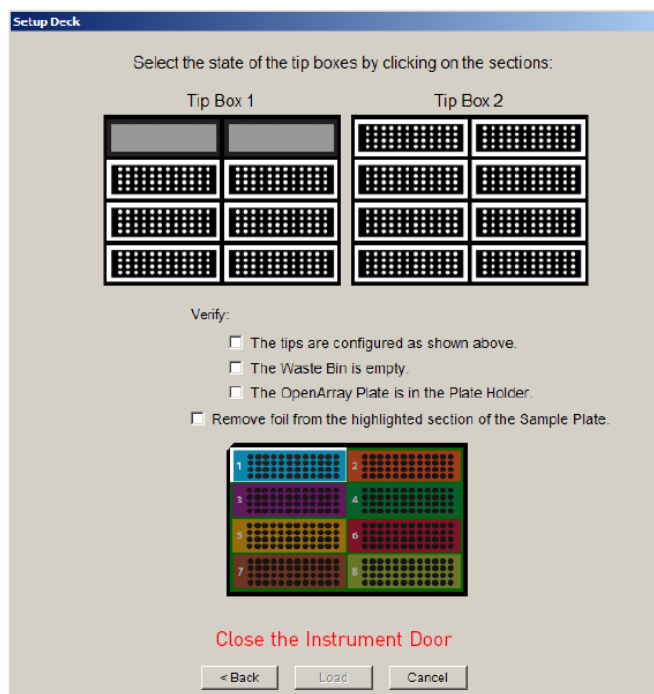 Setup Deck
Select the state of the tip boxes by clicking on the sections:
Tip Box 1 Tip Box 2
Verify:
The tips are configured as shown above.
The Waste Bin is empty.
The OpenArray Plate is in the Plate Holder.
Remove foil from the highlighted section of the Sample Plate.
1 2
3 4
5 6
7 8
Close the Instrument Door
< Back Load Cancel